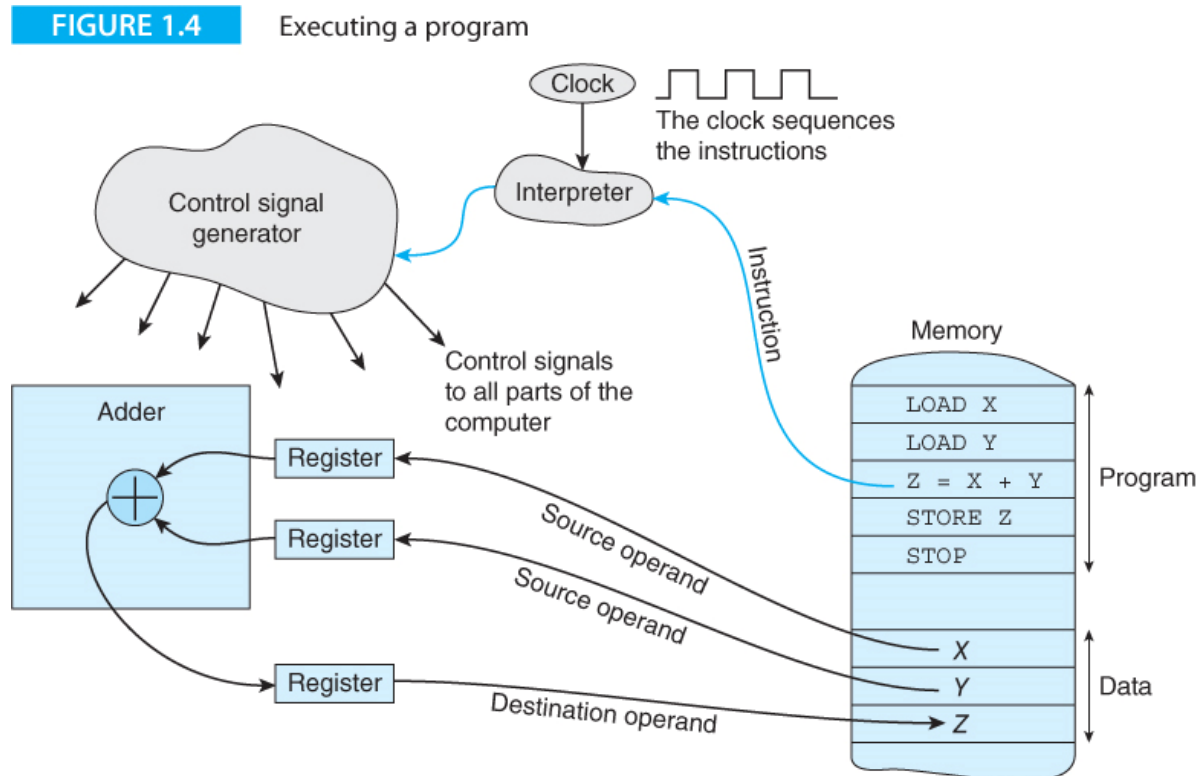 FIGURE 1.4 Executing a program
Clock
The clock sequences
the instructions
Interpreter
Control signal
generator
Instruction
Control signals
to all parts of the
computer
Memory
LOAD X
LOAD Y
Z = X + Y
STORE Z
STOP
Program
Adder
Register
Register
Register
Source operand
Source operand
Destination operand
X
Y
Z
Data